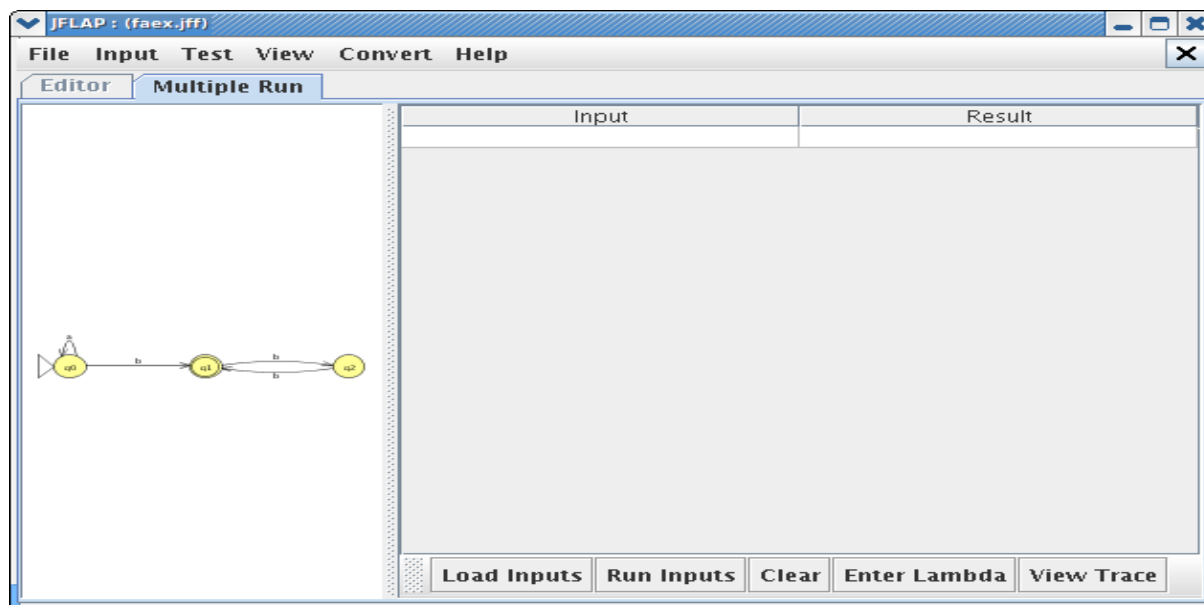 JFLAP : (faex.jff)
File Input Test View Convert Help
Editor Multiple Run
Input Result
a
q0 b q1 b q2
b
Load Inputs Run Inputs Clear Enter Lambda View Trace